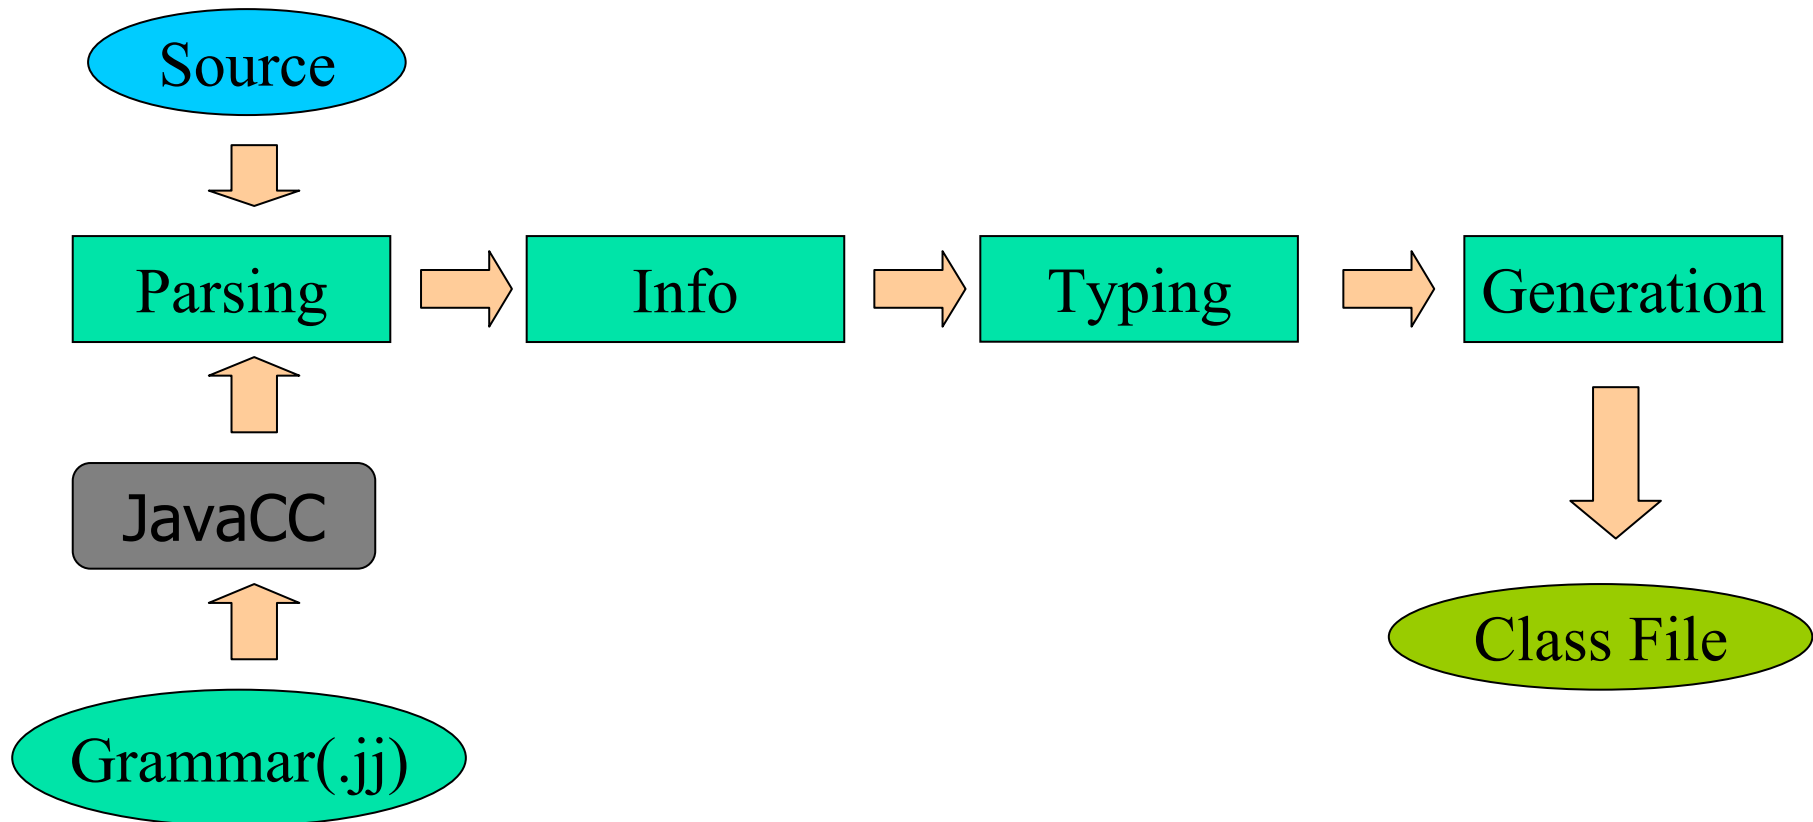 Source
Parsing
Info
Typing
Generation
JavaCC
Class File
Grammar(.jj)